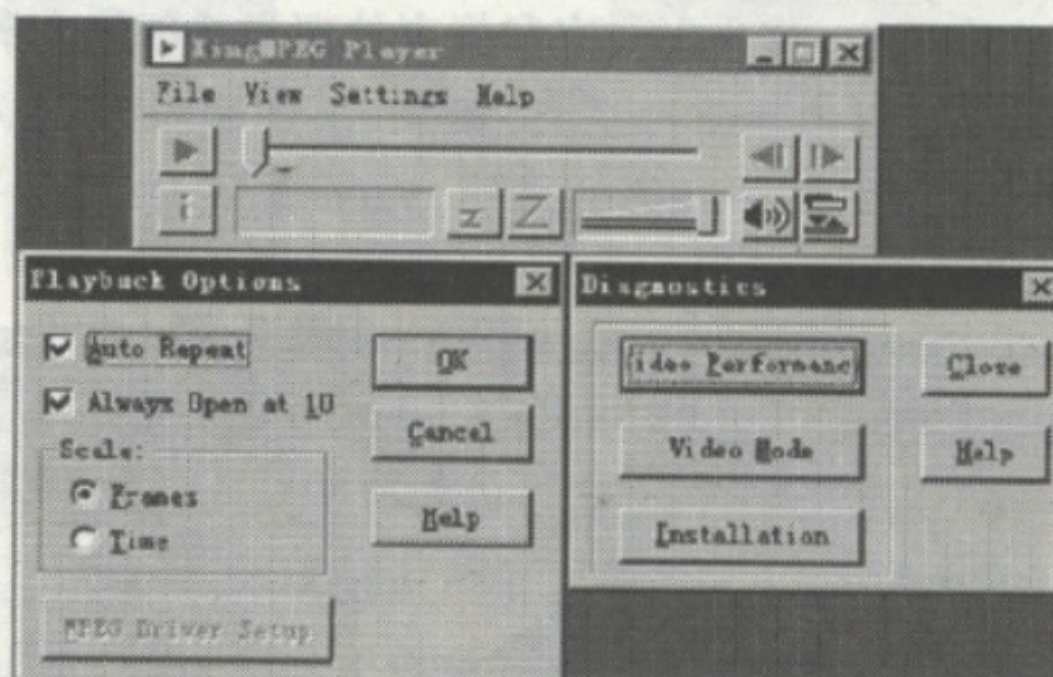 XingMPEG Player
File View Settings Help
i
z Z
Playback Options
Auto Repeat
Always Open at 10
Scale:
Frames
Time
MPEG Driver Setup
OK
Cancel
Help
Diagnostics
ideo Performanc
Video Mode
Installation
Close
Help